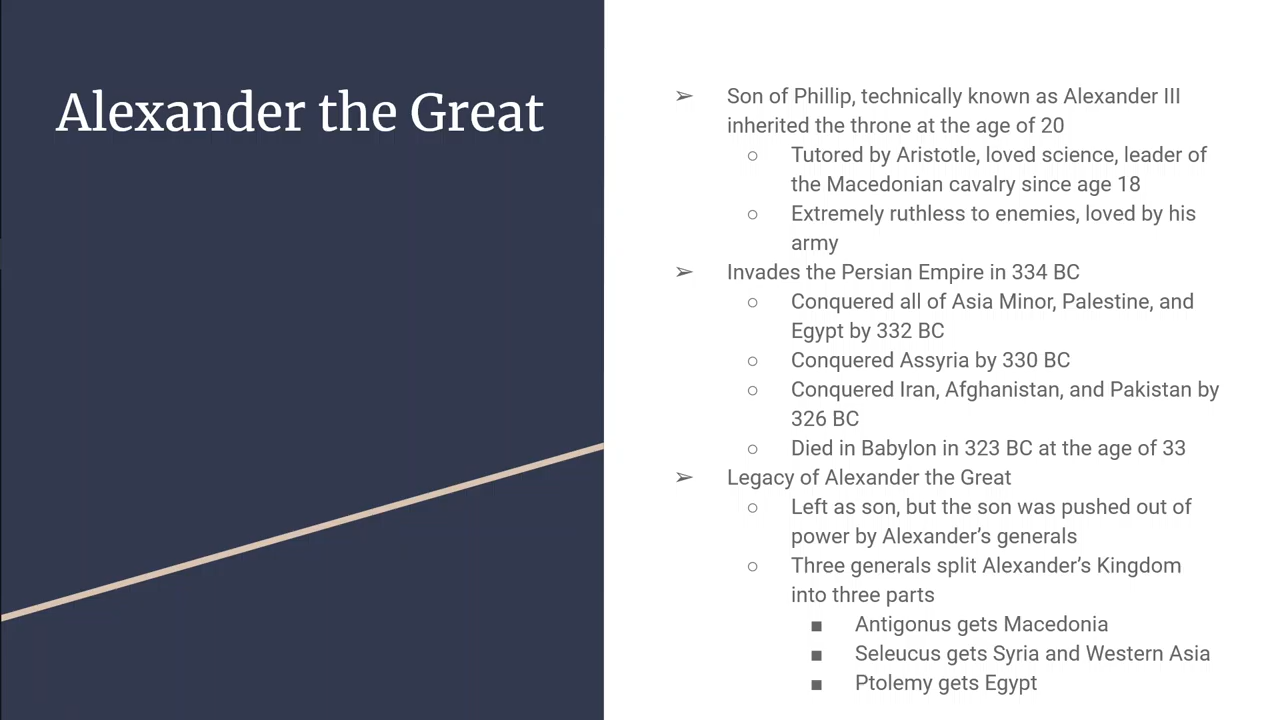 Alexander the Great
➢ Son of Phillip, technically known as Alexander III
inherited the throne at the age of 20
○ Tutored by Aristotle, loved science, leader of
the Macedonian cavalry since age 18
○ Extremely ruthless to enemies, loved by his
army
➢ Invades the Persian Empire in 334 BC
○ Conquered all of Asia Minor, Palestine, and
Egypt by 332 BC
○ Conquered Assyria by 330 BC
○ Conquered Iran, Afghanistan, and Pakistan by
326 BC
○ Died in Babylon in 323 BC at the age of 33
➢ Legacy of Alexander the Great
○ Left as son, but the son was pushed out of
power by Alexander’s generals
○ Three generals split Alexander’s Kingdom
into three parts
■ Antigonus gets Macedonia
■ Seleucus gets Syria and Western Asia
■ Ptolemy gets Egypt